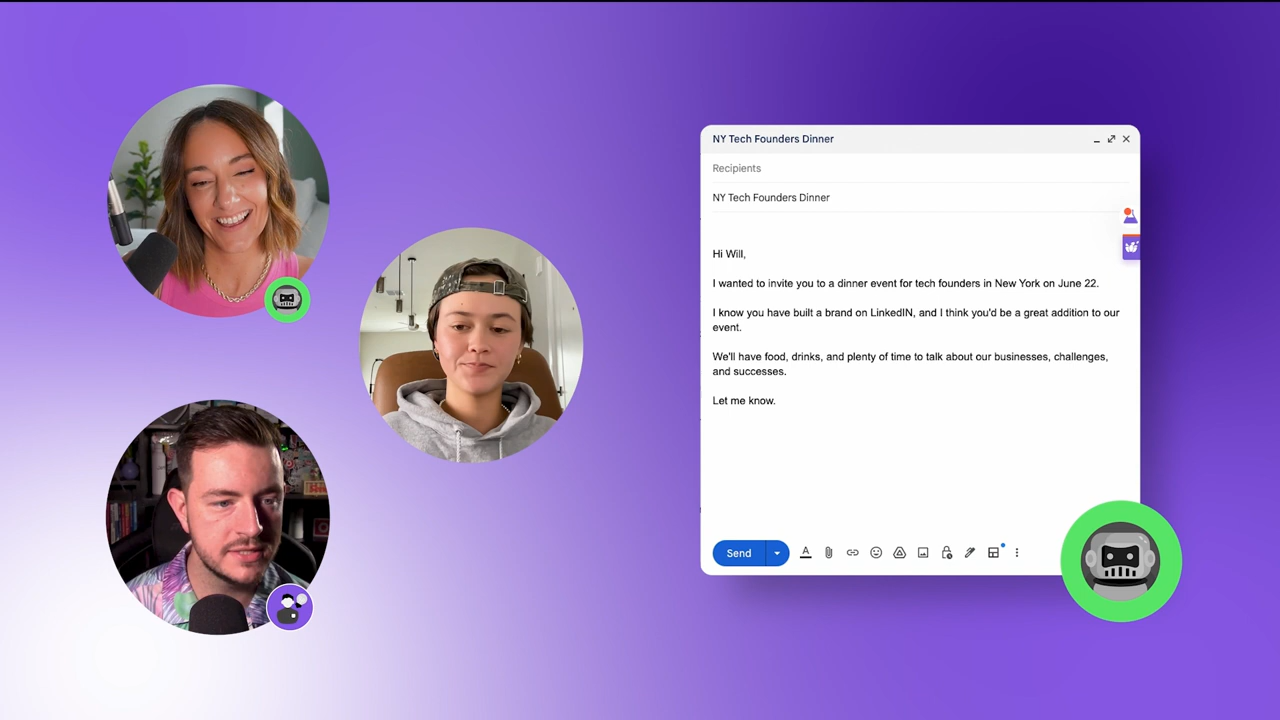 NY Tech Founders Dinner
Recipients
NY Tech Founders Dinner
Hi Will,
I wanted to invite you to a dinner event for tech founders in New York on June 22.
I know you have built a brand on LinkedIN, and I think you'd be a great addition to our
event.
We'll have food, drinks, and plenty of time to talk about our businesses, challenges,
and successes.
Let me know.
Send